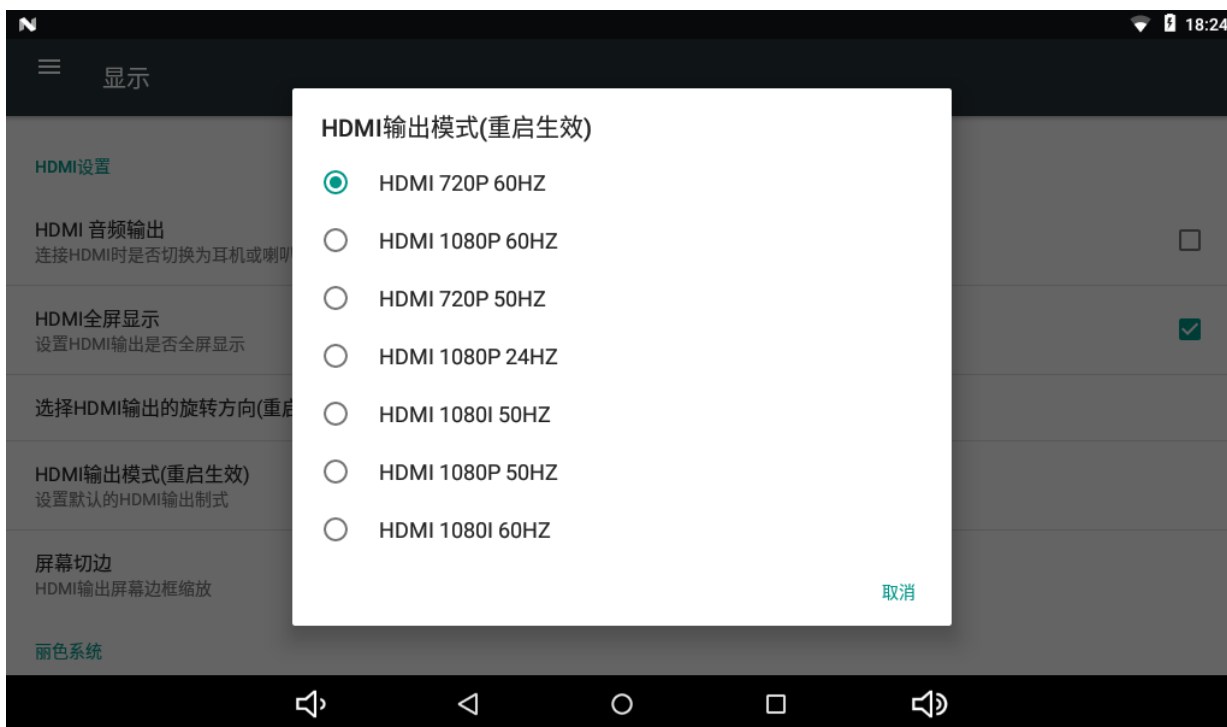 18:24
显示
HDMI设置
HDMI 音频输出
连接HDMI时是否切换为耳机或喇叭
HDMI全屏显示
设置HDMI输出是否全屏显示
选择HDMI输出的旋转方向(重启
HDMI输出模式(重启生效)
设置默认的HDMI输出制式
屏幕切边
HDMI输出屏幕边框缩放
丽色系统
HDMI输出模式(重启生效)
HDMI 720P 60HZ
HDMI 1080P 60HZ
HDMI 720P 50HZ
HDMI 1080P 24HZ
HDMI 1080I 50HZ
HDMI 1080P 50HZ
HDMI 1080I 60HZ
取消